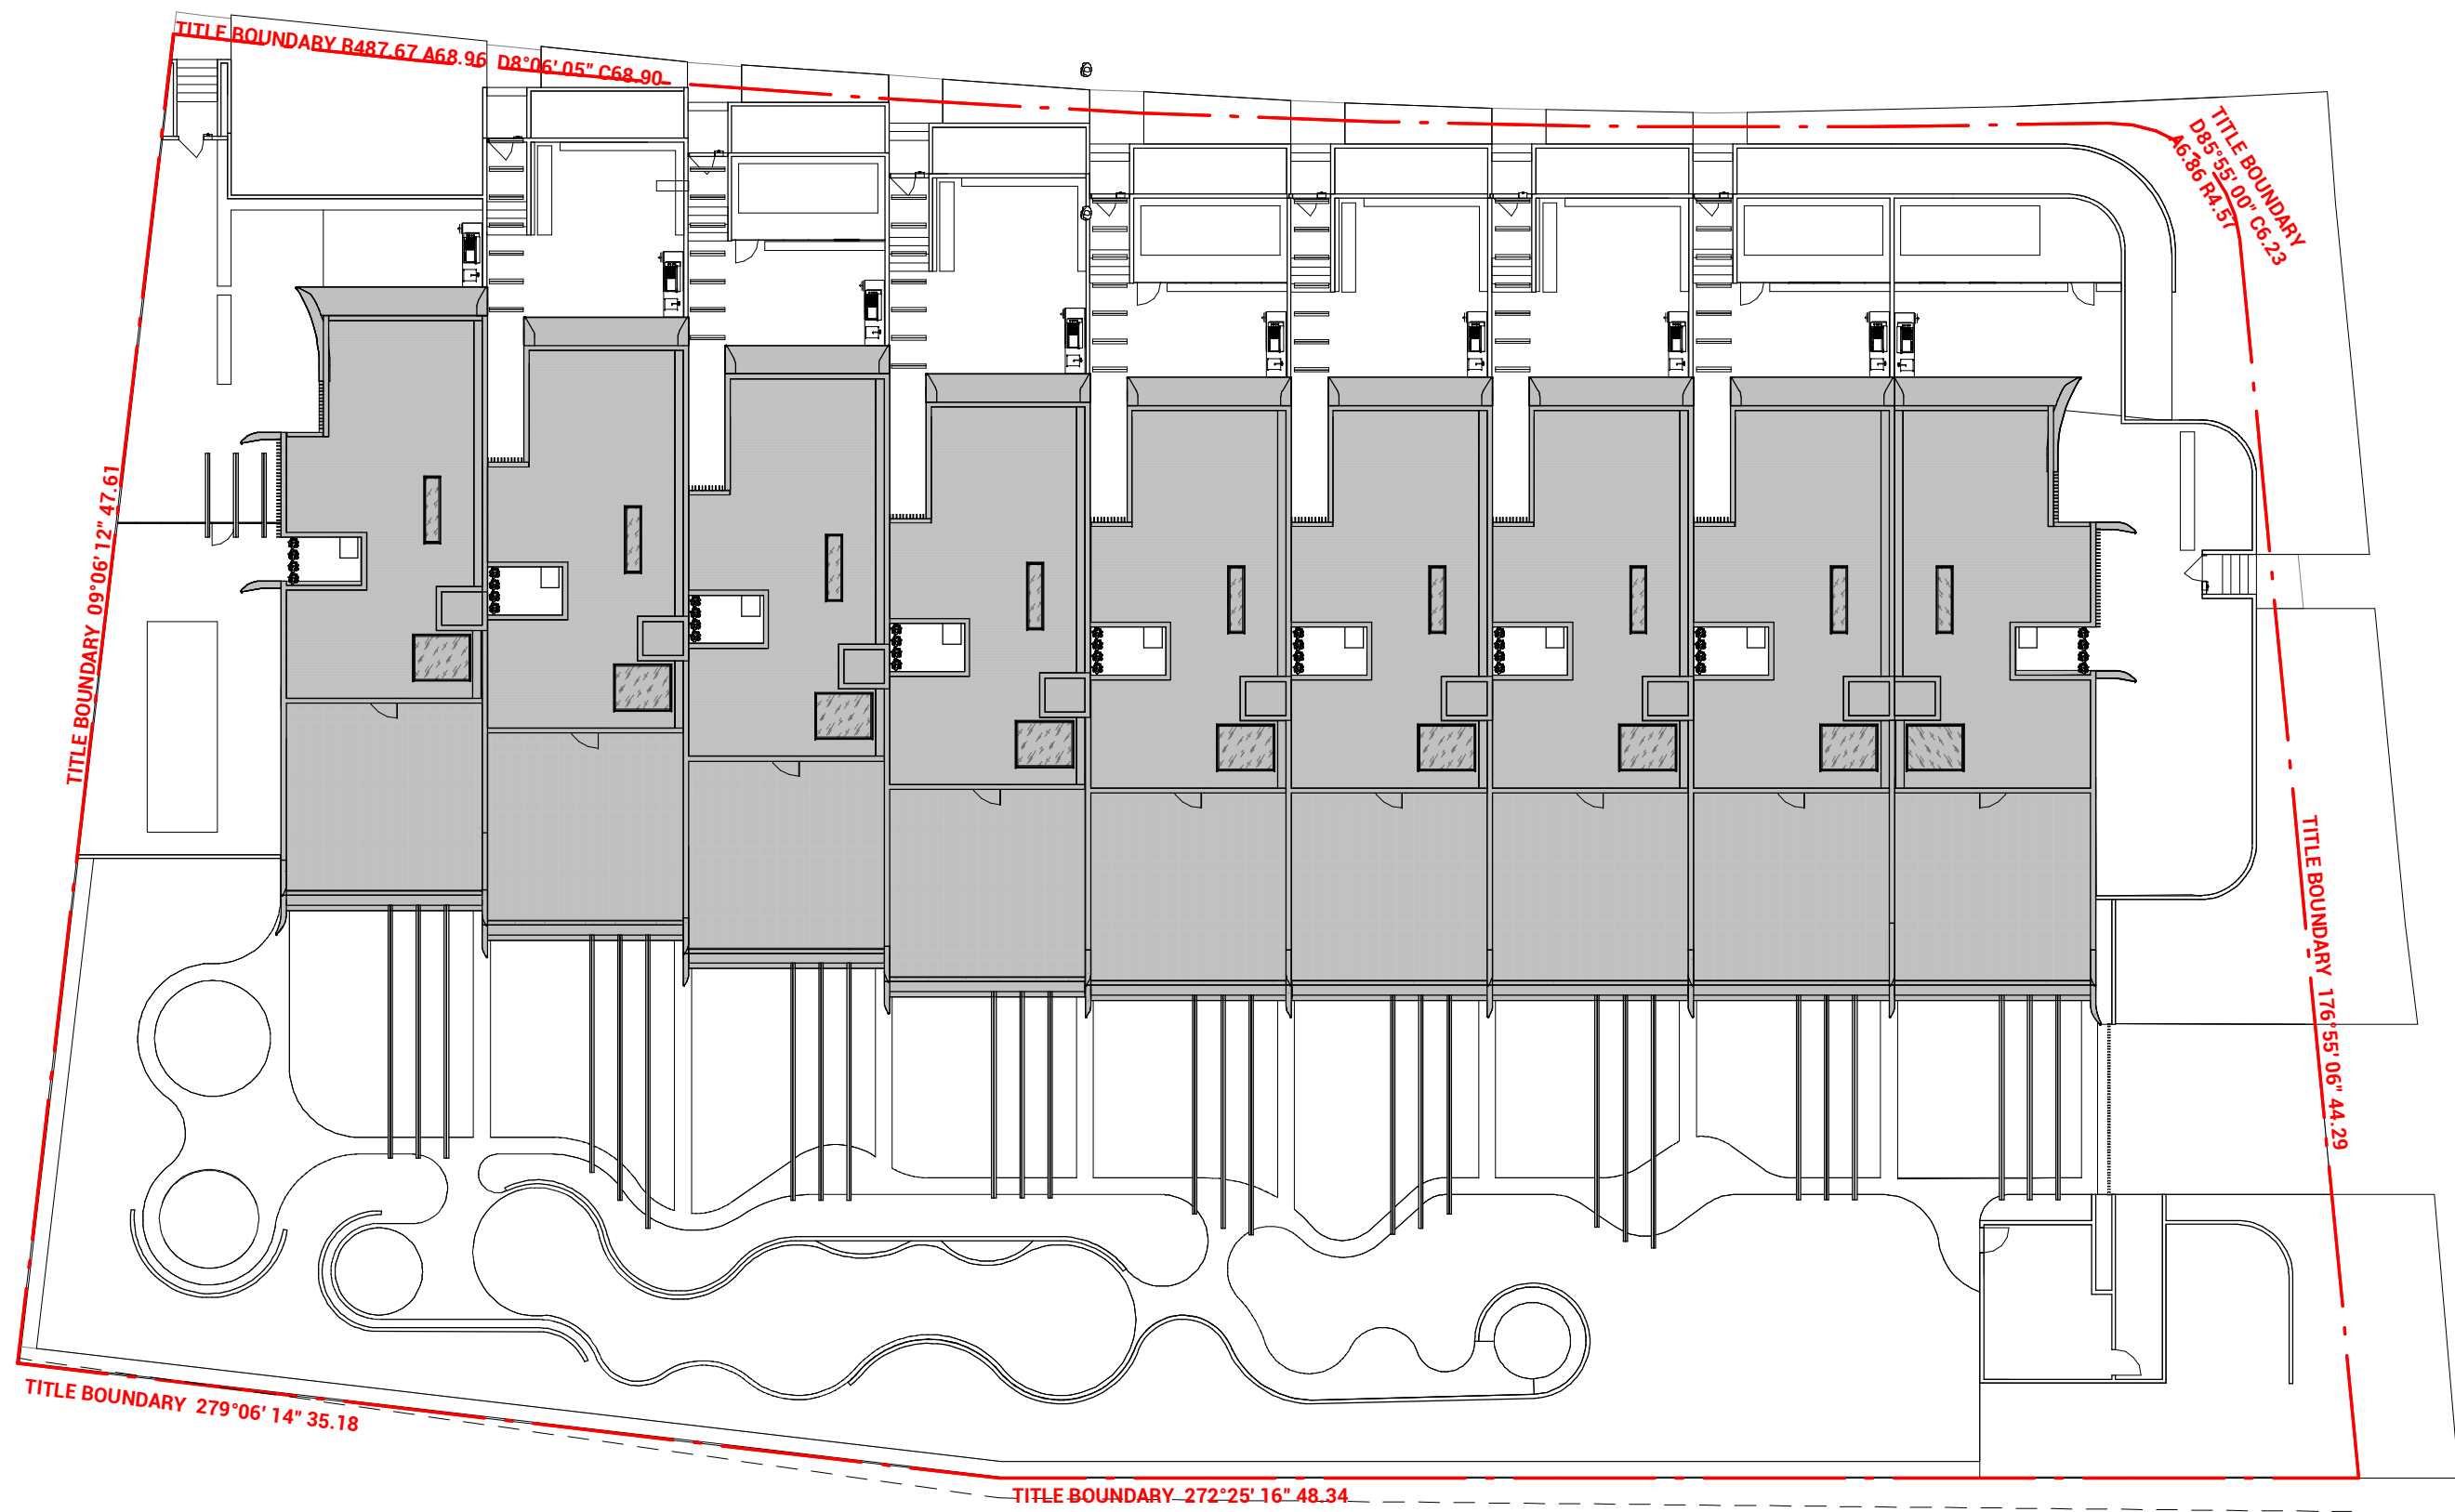 TITLE BOUNDARY B487.67 A68.96 D8°06' 05" C68.90
TITLE BOUNDARY
D85°55' 00" C6.23
A6.86 R4.57
TITLE BOUNDARY 09°06' 12" 47.61
TITLE BOUNDARY 176°55' 06" 44.29
TITLE BOUNDARY 279°06' 14" 35.18
TITLE BOUNDARY 272°25' 16" 48.34